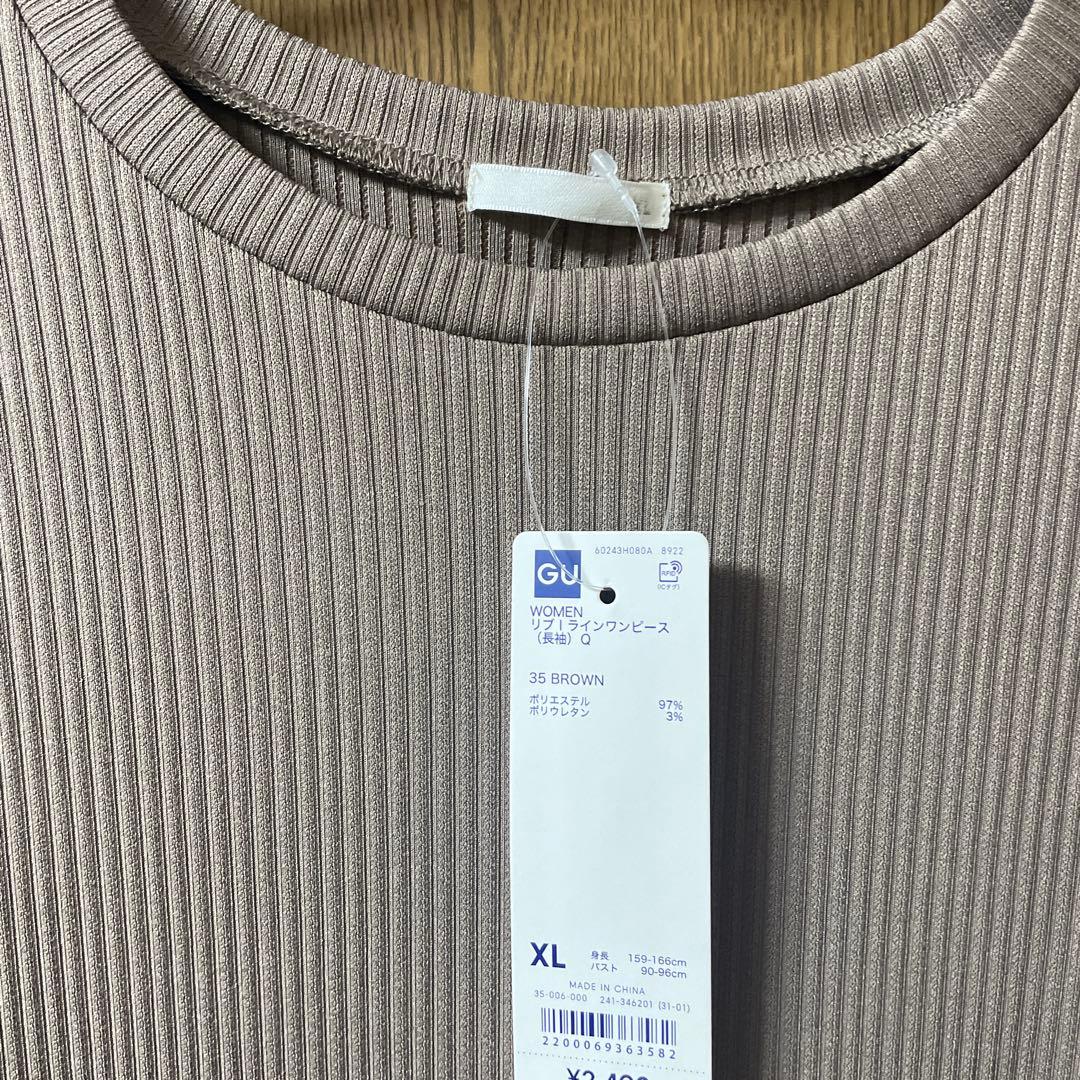 60243H080A 8922
GU
RFID
(ICタグ)
WOMEN
リブIラインワンピース
(長袖) Q
35 BROWN
ポリエステル 97%
ポリウレタン 3%
XL 身長 159-166cm
バスト 90-96cm
MADE IN CHINA
35-006-000 241-346201 (31-01)
2200069363582